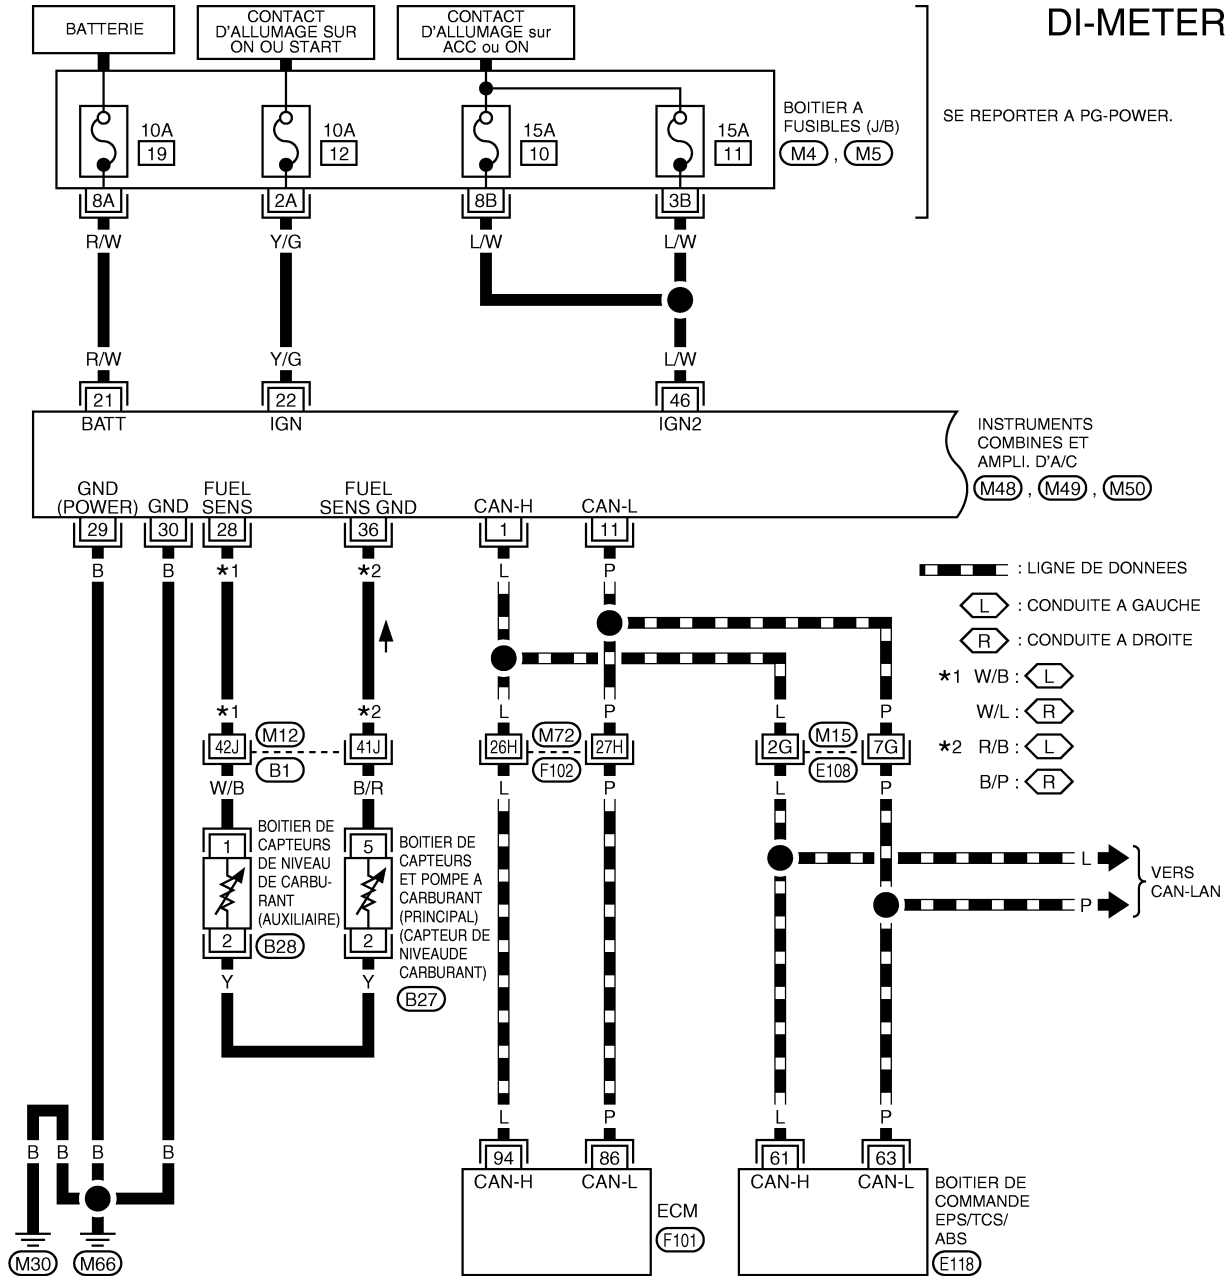 DI-METER
BATTERIE
CONTACT
D'ALLUMAGE SUR
ON OU START
CONTACT
D'ALLUMAGE sur
ACC ou ON
SE REPORTER A PG-POWER.
BOITIER A
FUSIBLES (J/B)
M4 , M5
10A
19
10A
12
15A
10
15A
11
8A
2A
8B
3B
R/W
Y/G
L/W
L/W
R/W
Y/G
L/W
21
22
46
BATT
IGN
IGN2
INSTRUMENTS
COMBINES ET
AMPLI. D'A/C
M48 , M49 , M50
GND
(POWER)
GND
FUEL
SENS
FUEL
SENS GND
CAN-H
CAN-L
29
30
28
36
1
11
B
B
*1
*2
L
P
: LIGNE DE DONNEES
L : CONDUITE A GAUCHE
R : CONDUITE A DROITE
*1 W/B : L
W/L : R
*2 R/B : L
B/P : R
*1
*2
L
P
L
P
42J
M12
B1
41J
26H
M72
F102
27H
2G
M15
E108
7G
W/B
B/R
L
P
L
P
1
BOITIER DE
CAPTEURS
DE NIVEAU
DE CARBU-
RANT
(AUXILIAIRE)
2
B28
5
BOITIER DE
CAPTEURS
ET POMPE A
CARBURANT
(PRINCIPAL)
(CAPTEUR DE
NIVEAUDE
CARBURANT)
2
B27
L
P
VERS
CAN-LAN
Y
Y
L
P
L
P
B
B
B
B
94
86
61
63
CAN-H
CAN-L
CAN-H
CAN-L
ECM
F101
BOITIER DE
COMMANDE
EPS/TCS/
ABS
E118
M30
M66